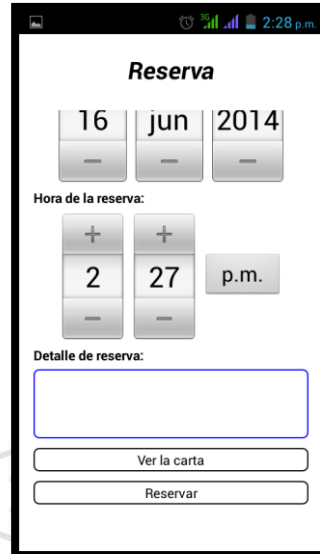 3G 2:28 p.m.
Reserva
16 jun 2014
Hora de la reserva:
2 27 p.m.
Detalle de reserva:
Ver la carta
Reservar